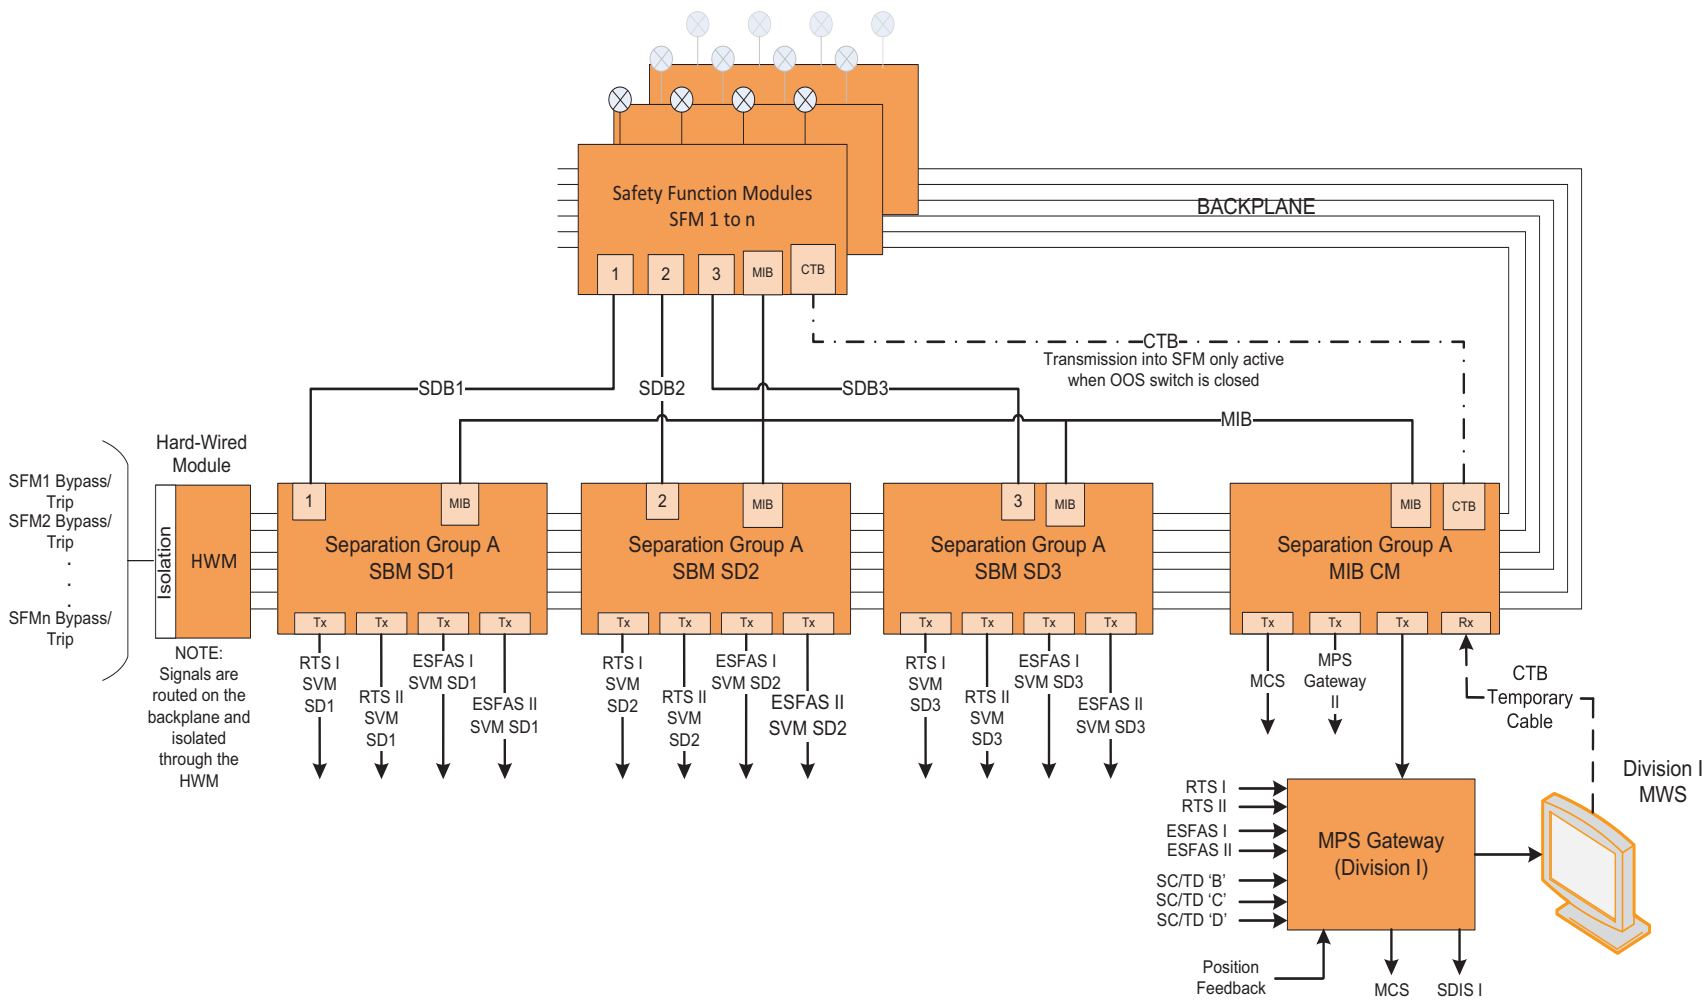 Safety Function Modules
SFM 1 to n
1
2
3
MIB
CTB
BACKPLANE
CTB
Transmission into SFM only active
when OOS switch is closed
SDB1
SDB2
SDB3
MIB
Hard-Wired
Module
SFM1 Bypass/
Trip
SFM2 Bypass/
Trip
.
.
.
SFMn Bypass/
Trip
Isolation
HWM
NOTE:
Signals are
routed on the
backplane and
isolated
through the
HWM
1
MIB
Separation Group A
SBM SD1
Tx
Tx
Tx
Tx
RTS I
SVM
SD1
RTS II
SVM
SD1
ESFAS I
SVM SD1
ESFAS II
SVM SD1
2
MIB
Separation Group A
SBM SD2
Tx
Tx
Tx
Tx
RTS I
SVM
SD2
RTS II
SVM
SD2
ESFAS I
SVM SD2
ESFAS II
SVM SD2
3
MIB
Separation Group A
SBM SD3
Tx
Tx
Tx
Tx
RTS I
SVM
SD3
RTS II
SVM
SD3
ESFAS I
SVM SD3
ESFAS II
SVM SD3
MIB
CTB
Separation Group A
MIB CM
Tx
Tx
Tx
Rx
MCS
MPS
Gateway
II
CTB
Temporary
Cable
Division I
MWS
RTS I
RTS II
ESFAS I
ESFAS II
SC/TD ‘B’
SC/TD ‘C’
SC/TD ‘D’
MPS Gateway
(Division I)
Position
Feedback
MCS
SDIS I